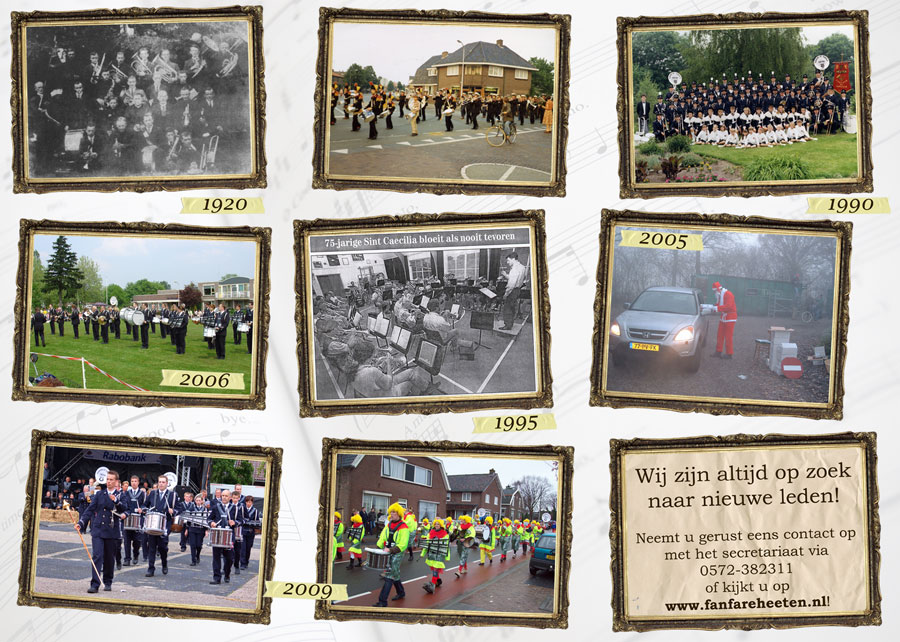 1920
1990
2006
75-jarige Sint Caecilia bloeit als nooit tevoren
1995
2005
Rabobank
2009
Wij zijn altijd op zoek
naar nieuwe leden!
Neemt u gerust eens contact op
met het secretariaat via
0572-382311
of kijkt u op
www.fanfareheeten.nl!
good
bye...